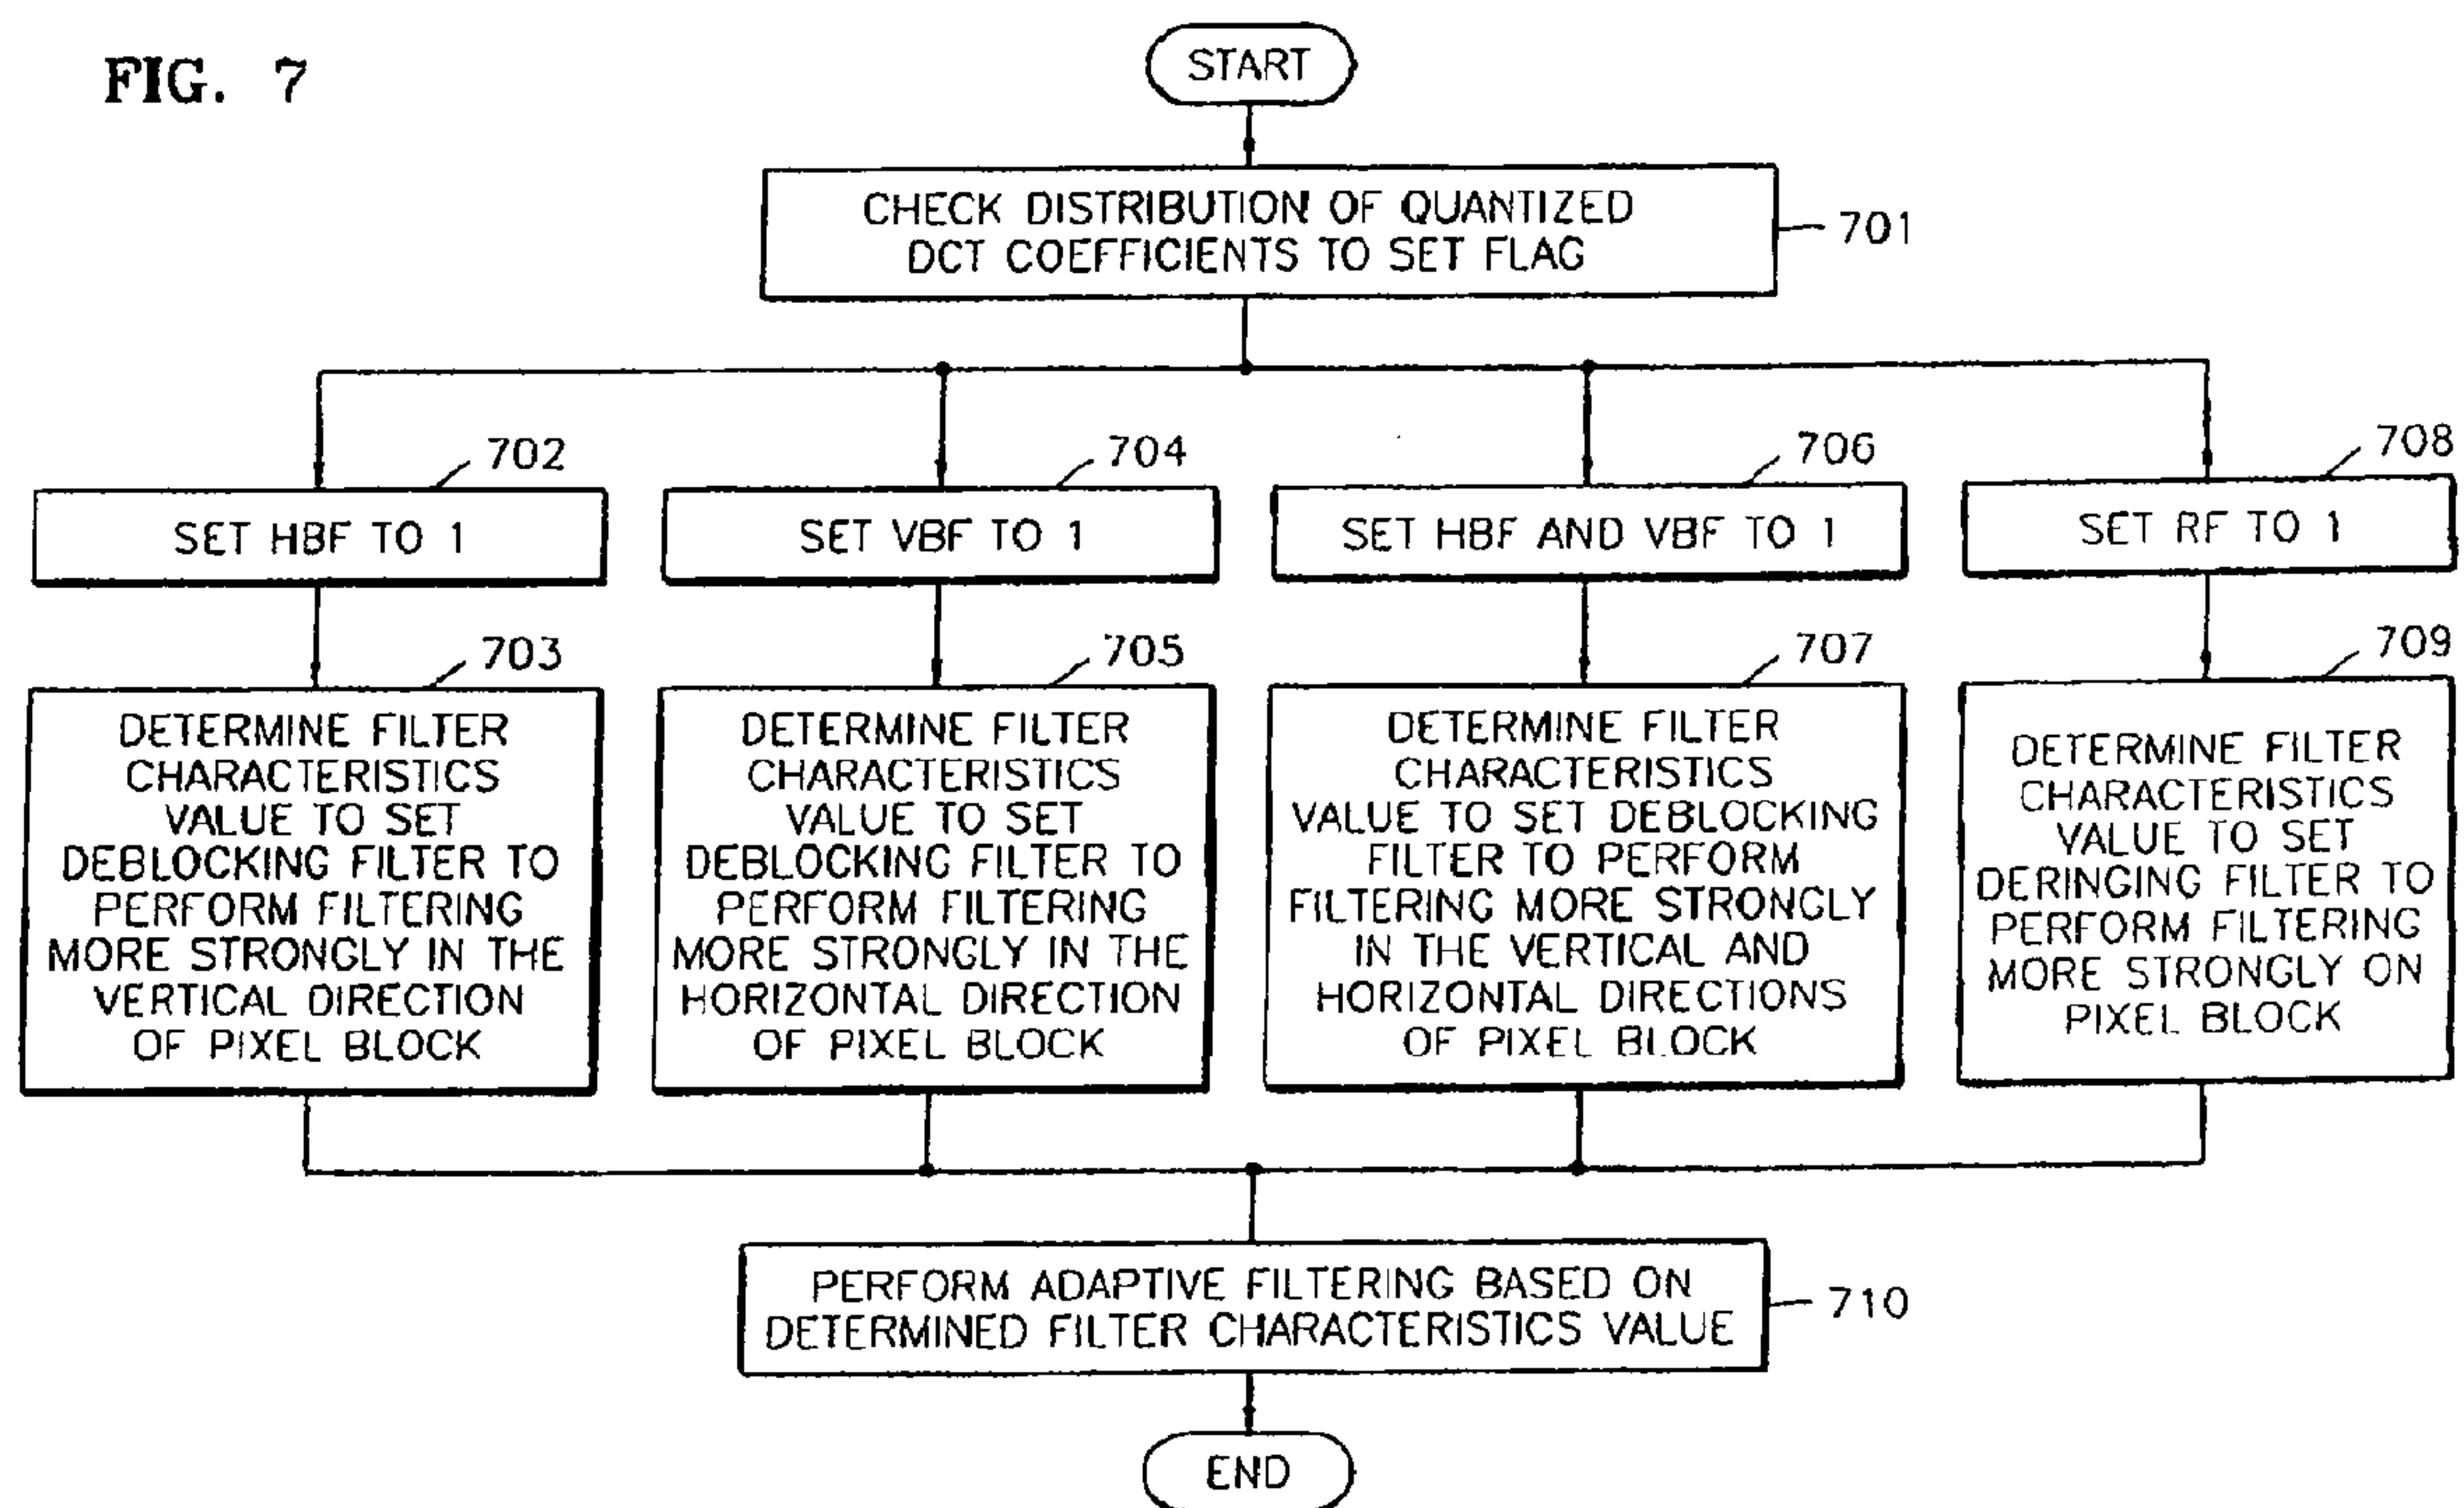 FIG. 7
START
CHECK DISTRIBUTION OF QUANTIZED
DCT COEFFICIENTS TO SET FLAG
701
702
SET HBF TO 1
704
SET VBF TO 1
706
SET HBF AND VBF TO 1
708
SET RF TO 1
703
DETERMINE FILTER
CHARACTERISTICS
VALUE TO SET
DEBLOCKING FILTER TO
PERFORM FILTERING
MORE STRONGLY IN THE
VERTICAL DIRECTION
OF PIXEL BLOCK
705
DETERMINE FILTER
CHARACTERISTICS
VALUE TO SET
DEBLOCKING FILTER TO
PERFORM FILTERING
MORE STRONGLY IN THE
HORIZONTAL DIRECTION
OF PIXEL BLOCK
707
DETERMINE FILTER
CHARACTERISTICS
VALUE TO SET DEBLOCKING
FILTER TO PERFORM
FILTERING MORE STRONGLY
IN THE VERTICAL AND
HORIZONTAL DIRECTIONS
OF PIXEL BLOCK
709
DETERMINE FILTER
CHARACTERISTICS
VALUE TO SET
DERINGING FILTER TO
PERFORM FILTERING
MORE STRONGLY ON
PIXEL BLOCK
PERFORM ADAPTIVE FILTERING BASED ON
DETERMINED FILTER CHARACTERISTICS VALUE
710
END